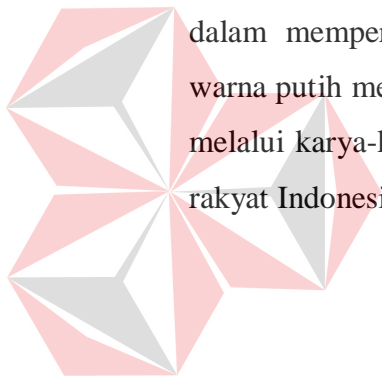 dalam memper
warna putih me
melalui karya-
rakyat Indonesi